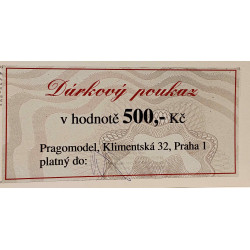 Dárkový poukaz
v hodnotě 500,- Kč
Pragomodel, Klimentská 32, Praha 1
platný do: